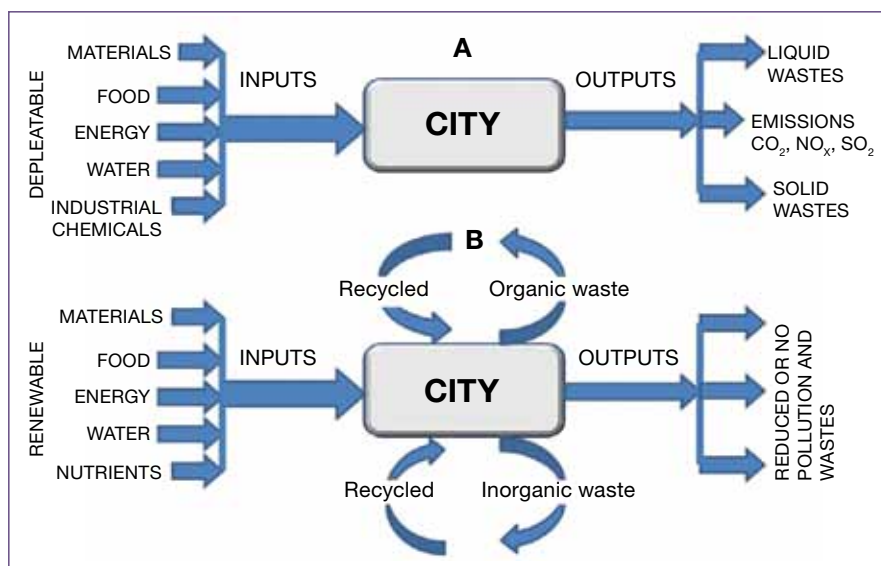 A
DEPLEATABLE
MATERIALS
FOOD
ENERGY
WATER
INDUSTRIAL
CHEMICALS
INPUTS
CITY
OUTPUTS
LIQUID
WASTES
EMISSIONS
CO₂, NOₓ, SO₂
SOLID
WASTES
B
Recycled
Organic waste
RENEWABLE
MATERIALS
FOOD
ENERGY
WATER
NUTRIENTS
INPUTS
CITY
OUTPUTS
REDUCED OR NO
POLLUTION AND
WASTES
Recycled
Inorganic waste